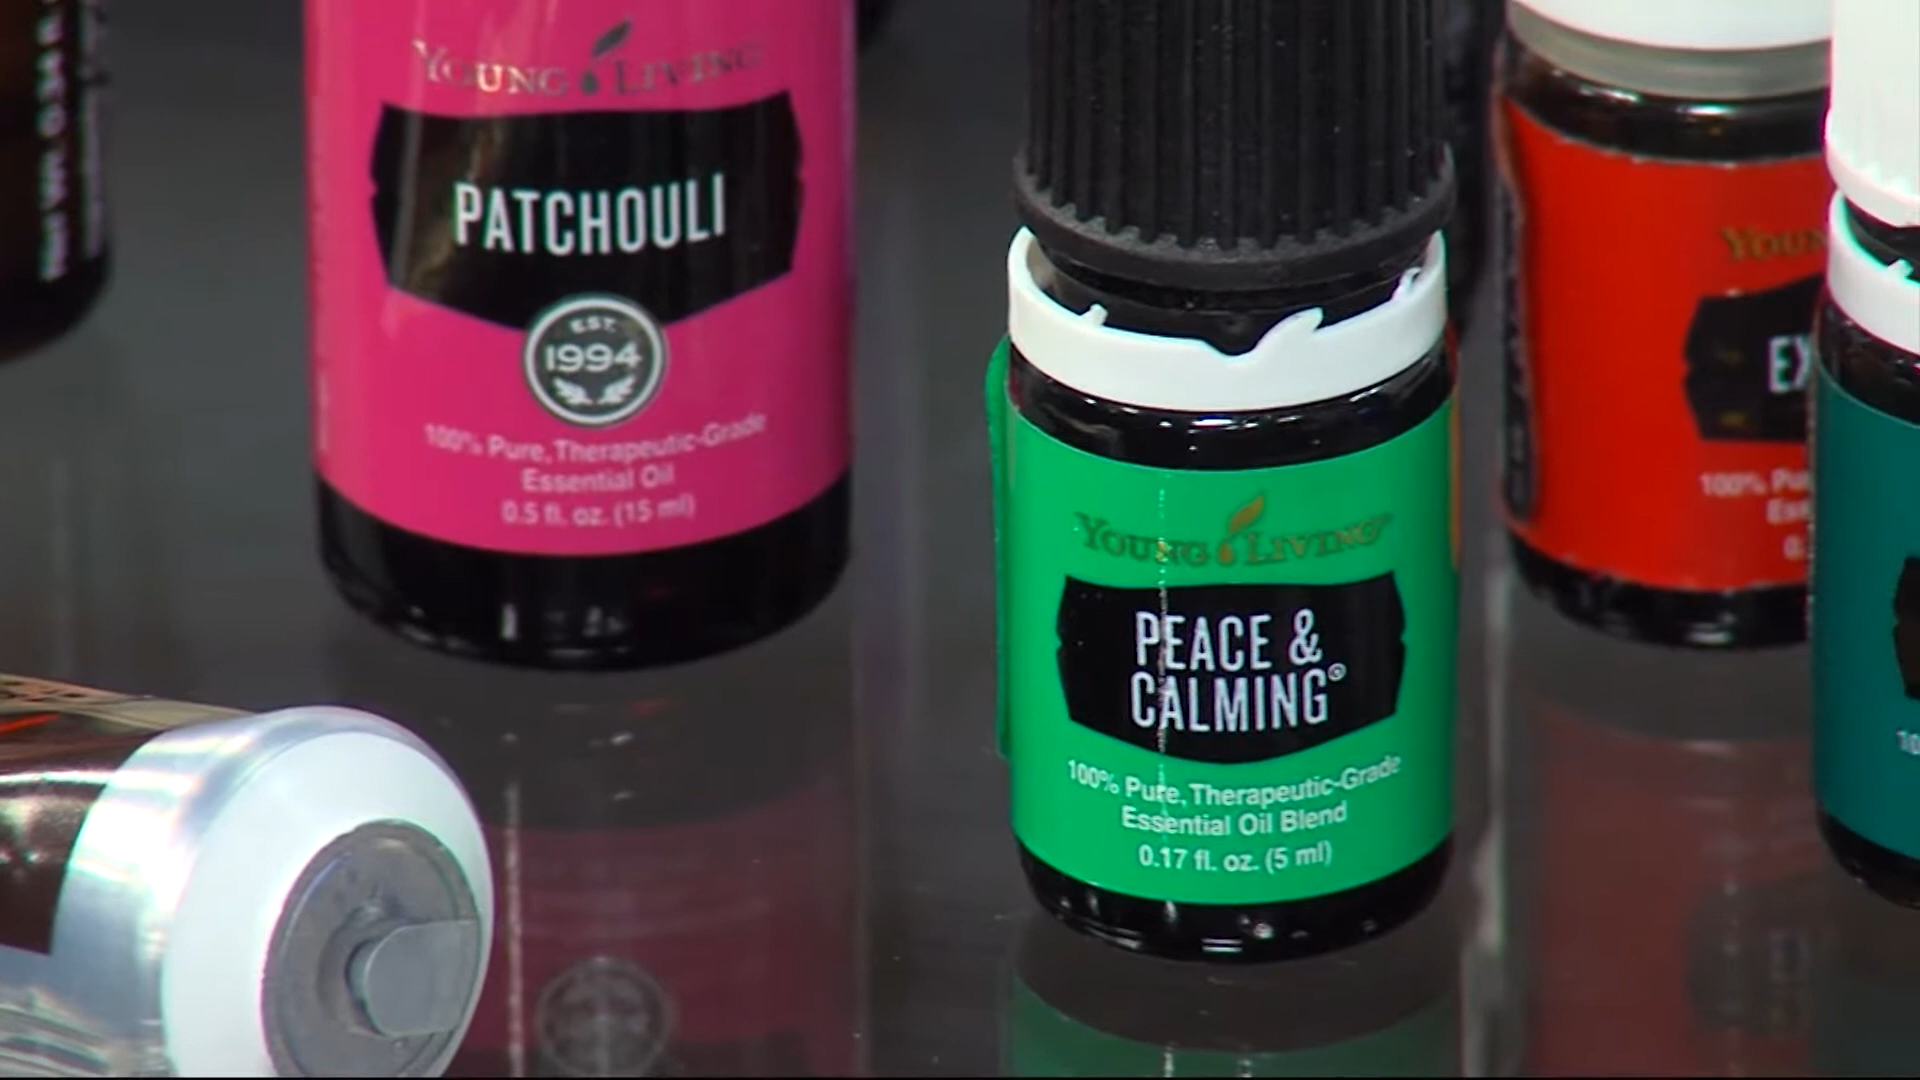 YOUNG LIVING
PATCHOULI
EST.
1994
100% Pure, Therapeutic-Grade
Essential Oil
0.5 fl. oz. (15 ml)
YOUNG LIVING
PEACE &
CALMING®
100% Pure, Therapeutic-Grade
Essential Oil Blend
0.17 fl. oz. (5 ml)
100%